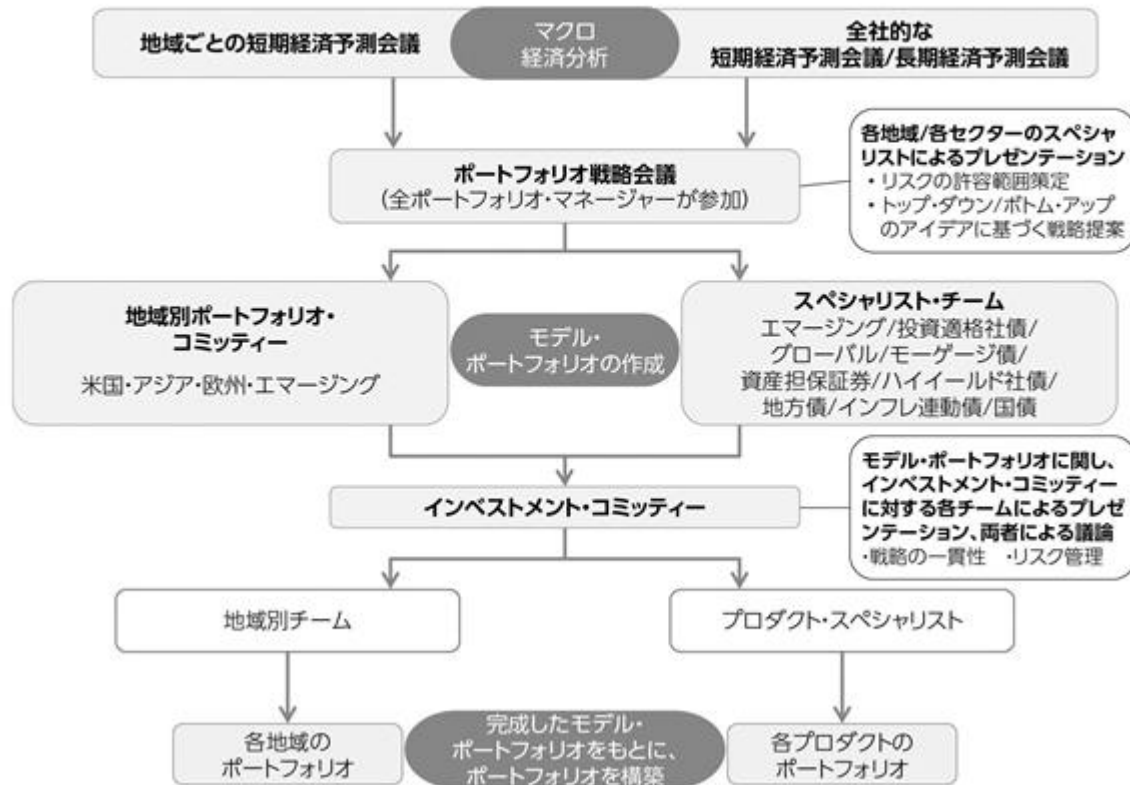 地域ごとの短期経済予測会議
マクロ
経済分析
全社的な
短期経済予測会議/長期経済予測会議
ポートフォリオ戦略会議
(全ポートフォリオ・マネージャーが参加)
各地域/各セクターのスペシャ
リストによるプレゼンテーション
・リスクの許容範囲策定
・トップ・ダウン/ボトム・アップ
のアイデアに基づく戦略提案
地域別ポートフォリオ・
コミッティー
米国・アジア・欧州・エマージング
モデル・
ポートフォリオの作成
スペシャリスト・チーム
エマージング/投資適格社債/
グローバル/モーゲージ債/
資産担保証券/ハイイールド社債/
地方債/インフレ連動債/国債
インベストメント・コミッティー
モデル・ポートフォリオに関し、
インベストメント・コミッティー
に対する各チームによるプレゼ
ンテーション、両者による議論
・戦略の一貫性 ・リスク管理
地域別チーム
プロダクト・スペシャリスト
各地域の
ポートフォリオ
完成したモデル・
ポートフォリオをもとに、
ポートフォリオを構築
各プロダクトの
ポートフォリオ